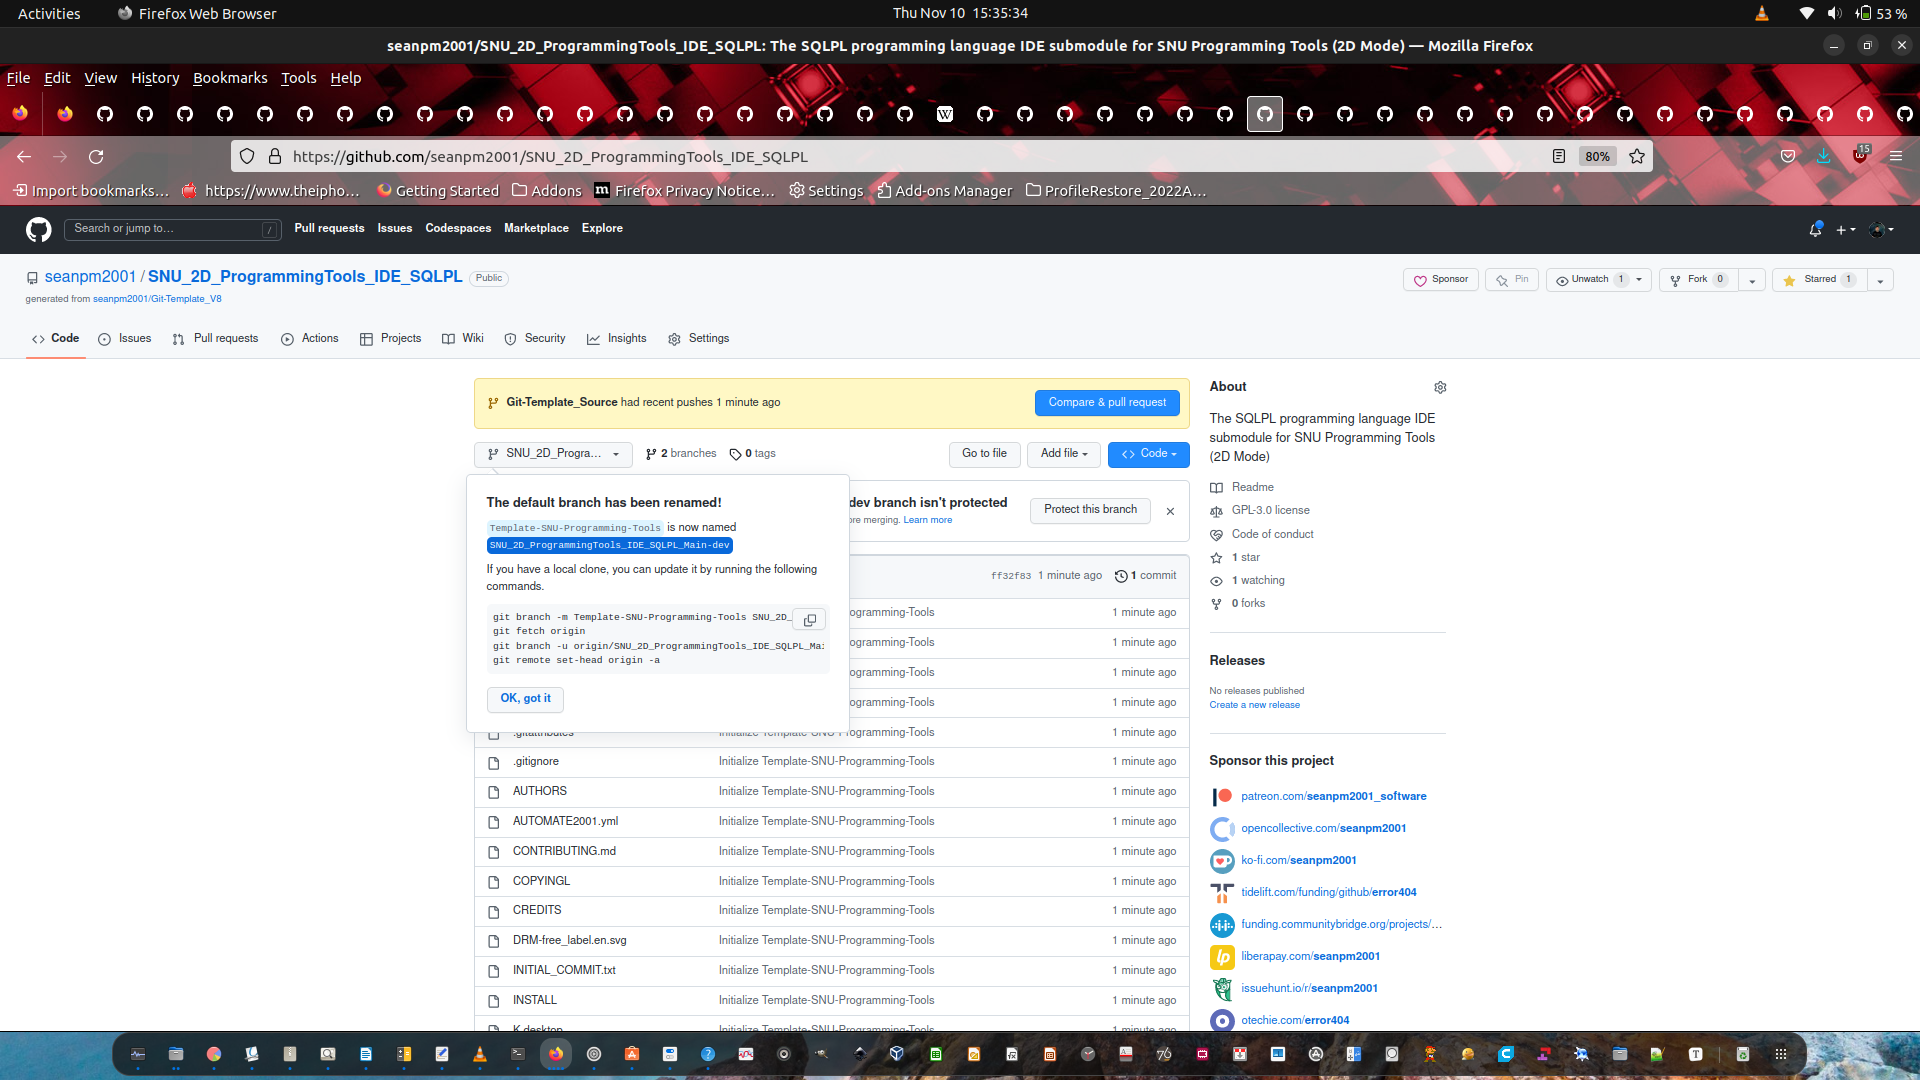 Activities
Firefox Web Browser
Thu Nov 10  15:35:34
53 %
seanpm2001/SNU_2D_ProgrammingTools_IDE_SQLPL: The SQLPL programming language IDE submodule for SNU Programming Tools (2D Mode) — Mozilla Firefox
File Edit View History Bookmarks Tools Help
https://github.com/seanpm2001/SNU_2D_ProgrammingTools_IDE_SQLPL
80%
15
Import bookmarks…
https://www.theipho…
Getting Started
Addons
Firefox Privacy Notice…
Settings
Add-ons Manager
ProfileRestore_2022A…
Search or jump to…
/
Pull requests
Issues
Codespaces
Marketplace
Explore
seanpm2001 / SNU_2D_ProgrammingTools_IDE_SQLPL
Public
Sponsor
Pin
Unwatch 1
Fork 0
Starred 1
generated from seanpm2001/Git-Template_V8
Code
Issues
Pull requests
Actions
Projects
Wiki
Security
Insights
Settings
Git-Template_Source had recent pushes 1 minute ago
Compare & pull request
SNU_2D_Progra...
2 branches
0 tags
Go to file
Add file
Code
The default branch has been renamed!
Template-SNU-Programming-Tools is now named
SNU_2D_ProgrammingTools_IDE_SQLPL_Main-dev
If you have a local clone, you can update it by running the following
commands.
git branch -m Template-SNU-Programming-Tools SNU_2D_
git fetch origin
git branch -u origin/SNU_2D_ProgrammingTools_IDE_SQLPL_Mai
git remote set-head origin -a
OK, got it
dev branch isn't protected
ore merging. Learn more
Protect this branch
ff32f83 1 minute ago
1 commit
ogramming-Tools 1 minute ago
ogramming-Tools 1 minute ago
ogramming-Tools 1 minute ago
ogramming-Tools 1 minute ago
.gitattributes Initialize Template-SNU-Programming-Tools 1 minute ago
.gitignore Initialize Template-SNU-Programming-Tools 1 minute ago
AUTHORS Initialize Template-SNU-Programming-Tools 1 minute ago
AUTOMATE2001.yml Initialize Template-SNU-Programming-Tools 1 minute ago
CONTRIBUTING.md Initialize Template-SNU-Programming-Tools 1 minute ago
COPYINGL Initialize Template-SNU-Programming-Tools 1 minute ago
CREDITS Initialize Template-SNU-Programming-Tools 1 minute ago
DRM-free_label.en.svg Initialize Template-SNU-Programming-Tools 1 minute ago
INITIAL_COMMIT.txt Initialize Template-SNU-Programming-Tools 1 minute ago
INSTALL Initialize Template-SNU-Programming-Tools 1 minute ago
K.desktop Initialize Template-SNU-Programming-Tools 1 minute ago
About
The SQLPL programming language IDE
submodule for SNU Programming Tools
(2D Mode)
Readme
GPL-3.0 license
Code of conduct
1 star
1 watching
0 forks
Releases
No releases published
Create a new release
Sponsor this project
patreon.com/seanpm2001_software
opencollective.com/seanpm2001
ko-fi.com/seanpm2001
tidelift.com/funding/github/error404
funding.communitybridge.org/projects/…
liberapay.com/seanpm2001
issuehunt.io/r/seanpm2001
otechie.com/error404